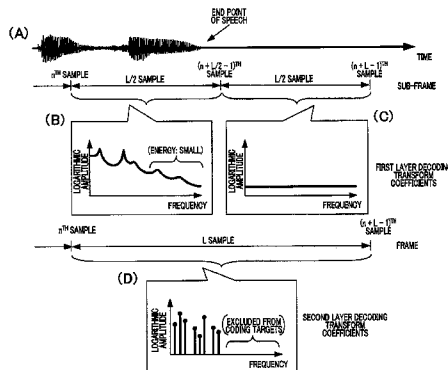 END POINT
OF SPEECH
(A)
TIME
nTH SAMPLE
(n + L/2 – 1)TH
SAMPLE
(n + L – 1)TH
SAMPLE
L/2 SAMPLE
L/2 SAMPLE
SUB-FRAME
(B)
(C)
LOGARITHMIC
AMPLITUDE
(ENERGY: SMALL)
FREQUENCY
LOGARITHMIC
AMPLITUDE
FREQUENCY
FIRST LAYER DECODING
TRANSFORM
COEFFICIENTS
nTH SAMPLE
(n + L – 1)TH
SAMPLE
L SAMPLE
FRAME
(D)
LOGARITHMIC
AMPLITUDE
(EXCLUDED FROM
CODING TARGETS)
FREQUENCY
SECOND LAYER DECODING
TRANSFORM
COEFFICIENTS